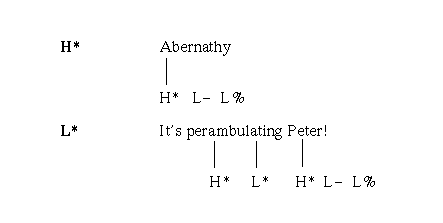 H* Abernathy
H* L- L%
L* It's perambulating Peter!
H* L* H* L- L%